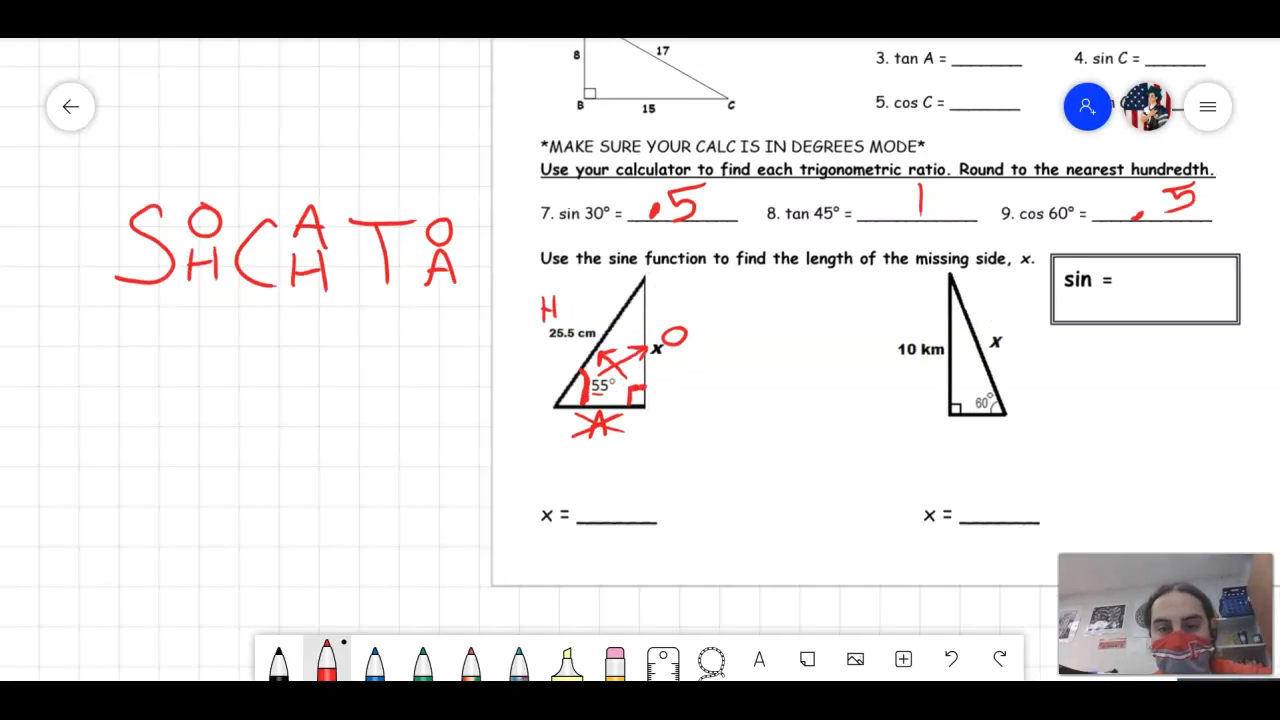 8
17
B
15
C
3. tan A = ________
4. sin C = ________
5. cos C = ________
*MAKE SURE YOUR CALC IS IN DEGREES MODE*
Use your calculator to find each trigonometric ratio. Round to the nearest hundredth.
7. sin 30° = .5
8. tan 45° = 1
9. cos 60° = .5
S O H C A H T O A
Use the sine function to find the length of the missing side, x.
sin =
H
25.5 cm
x O
55°
A
10 km
x
60°
x = ________
x = ________
A